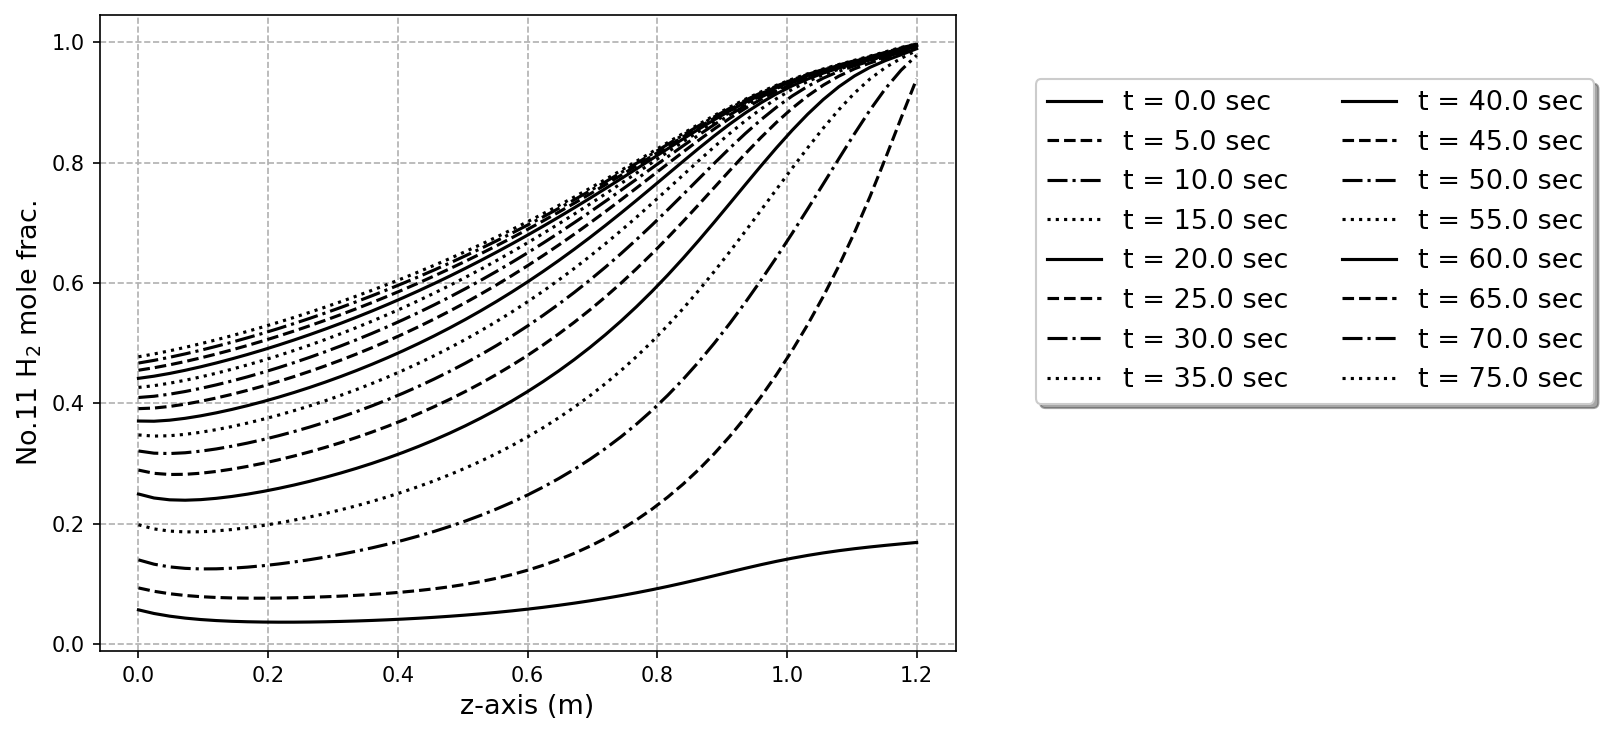 1.0
0.8
0.6
0.4
0.2
0.0
No.11 H₂ mole frac.
0.0 0.2 0.4 0.6 0.8 1.0 1.2
z-axis (m)
t = 0.0 sec
t = 5.0 sec
t = 10.0 sec
t = 15.0 sec
t = 20.0 sec
t = 25.0 sec
t = 30.0 sec
t = 35.0 sec
t = 40.0 sec
t = 45.0 sec
t = 50.0 sec
t = 55.0 sec
t = 60.0 sec
t = 65.0 sec
t = 70.0 sec
t = 75.0 sec